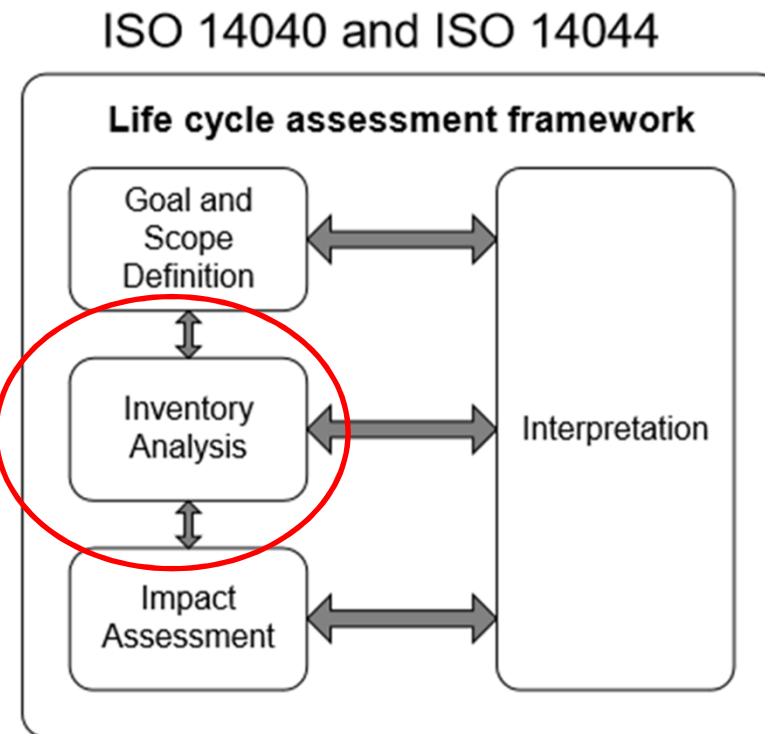 ISO 14040 and ISO 14044
Life cycle assessment framework
Goal and
Scope
Definition
Inventory
Analysis
Interpretation
Impact
Assessment